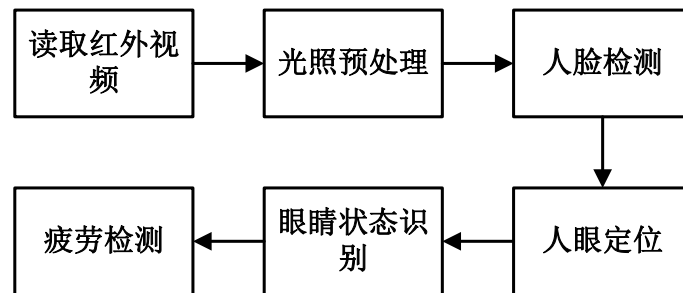 读取红外视
频
光照预处理
人脸检测
人眼定位
眼睛状态识
别
疲劳检测